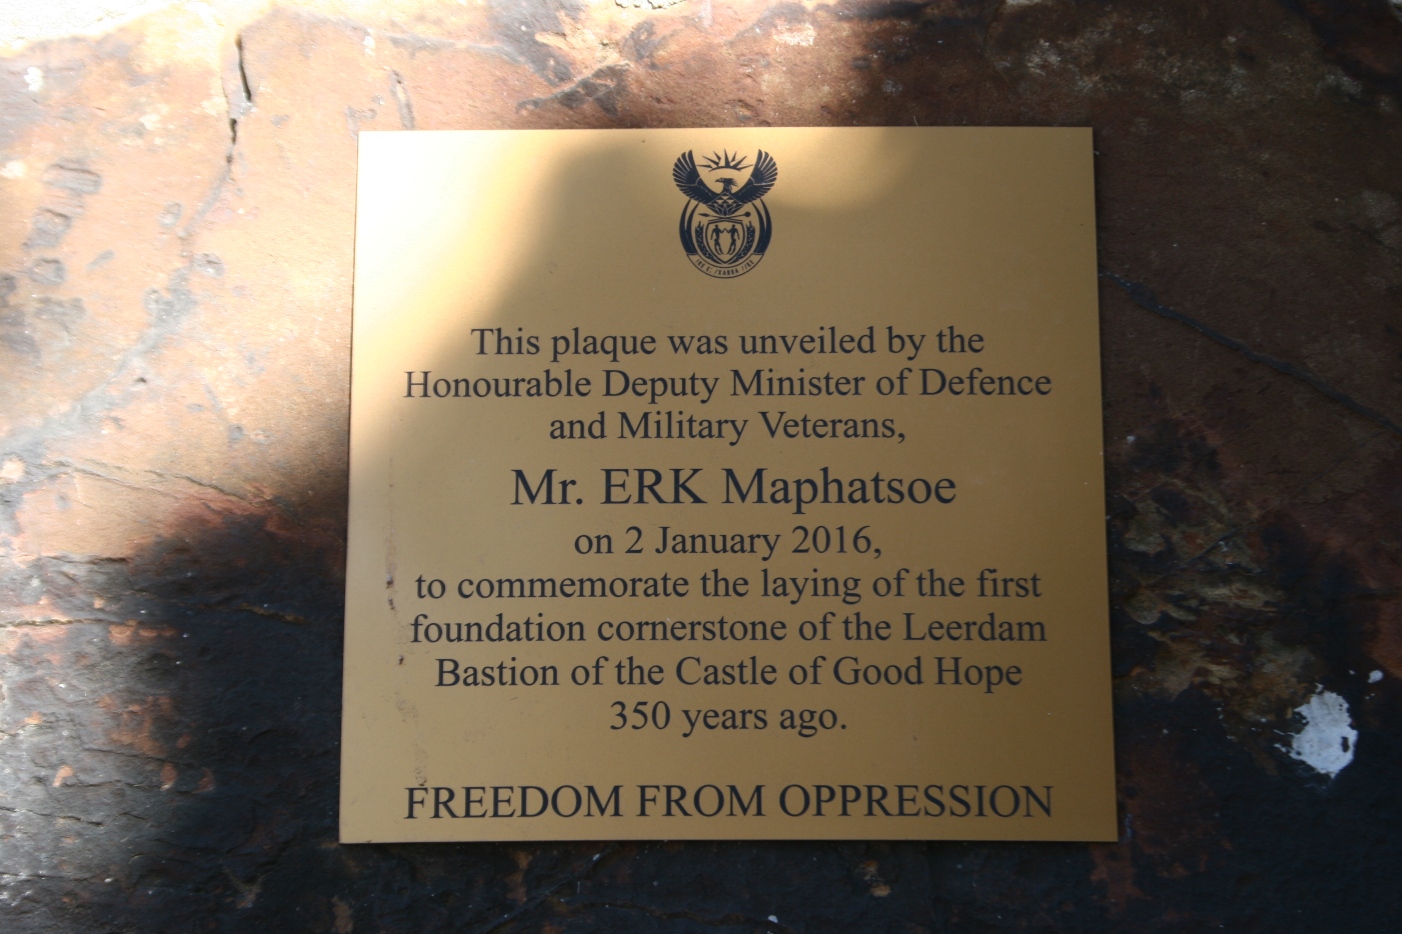 This plaque was unveiled by the
Honourable Deputy Minister of Defence
and Military Veterans,
Mr. ERK Maphatsoe
on 2 January 2016,
to commemorate the laying of the first
foundation cornerstone of the Leerdam
Bastion of the Castle of Good Hope
350 years ago.
FREEDOM FROM OPPRESSION